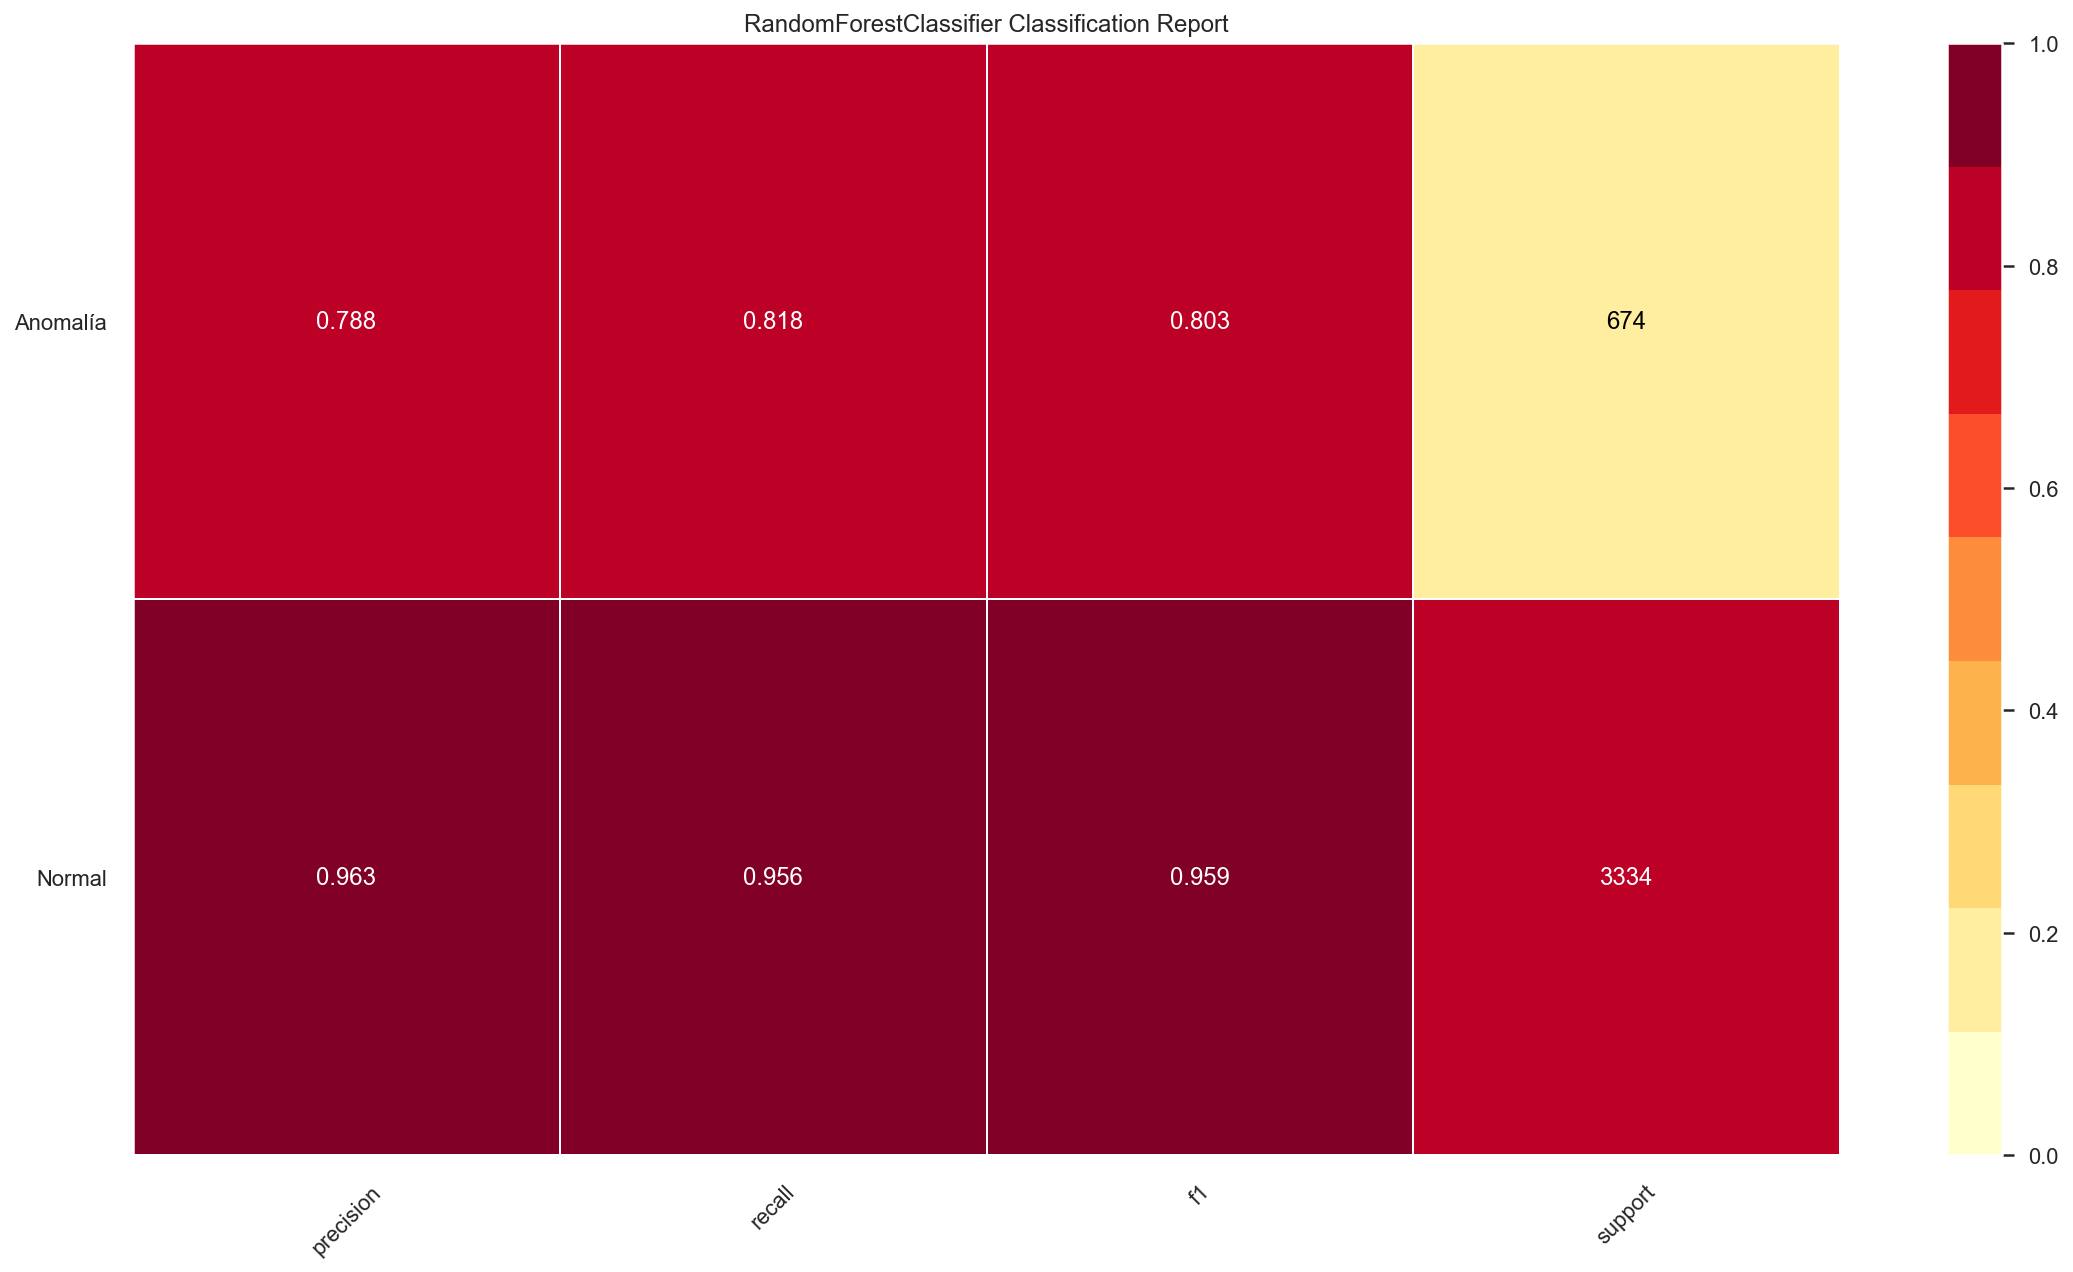 RandomForestClassifier Classification Report
Anomalía 0.788 0.818 0.803 674
Normal 0.963 0.956 0.959 3334
precision recall f1 support
1.0
0.8
0.6
0.4
0.2
0.0